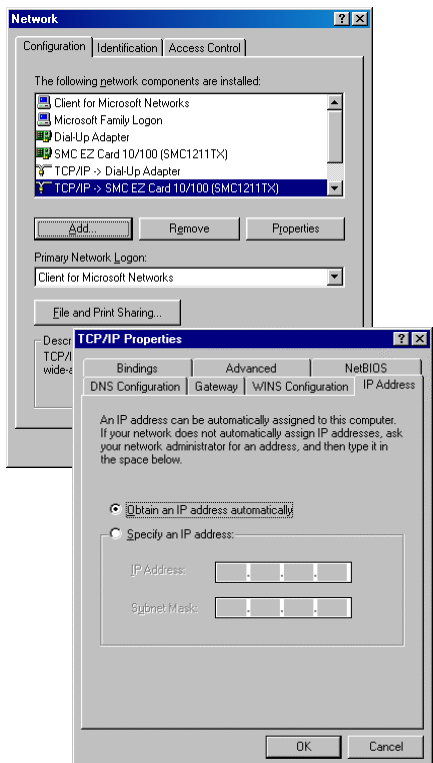 Network
Configuration Identification Access Control
The following network components are installed:
Client for Microsoft Networks
Microsoft Family Logon
Dial-Up Adapter
SMC EZ Card 10/100 (SMC1211TX)
TCP/IP -> Dial-Up Adapter
TCP/IP -> SMC EZ Card 10/100 (SMC1211TX)
Add... Remove Properties
Primary Network Logon:
Client for Microsoft Networks
File and Print Sharing...
Descr
TCP/I
wide-a
TCP/IP Properties
Bindings Advanced NetBIOS
DNS Configuration Gateway WINS Configuration IP Address
An IP address can be automatically assigned to this computer.
If your network does not automatically assign IP addresses, ask
your network administrator for an address, and then type it in
the space below.
Obtain an IP address automatically
Specify an IP address:
IP Address:
Subnet Mask:
OK Cancel